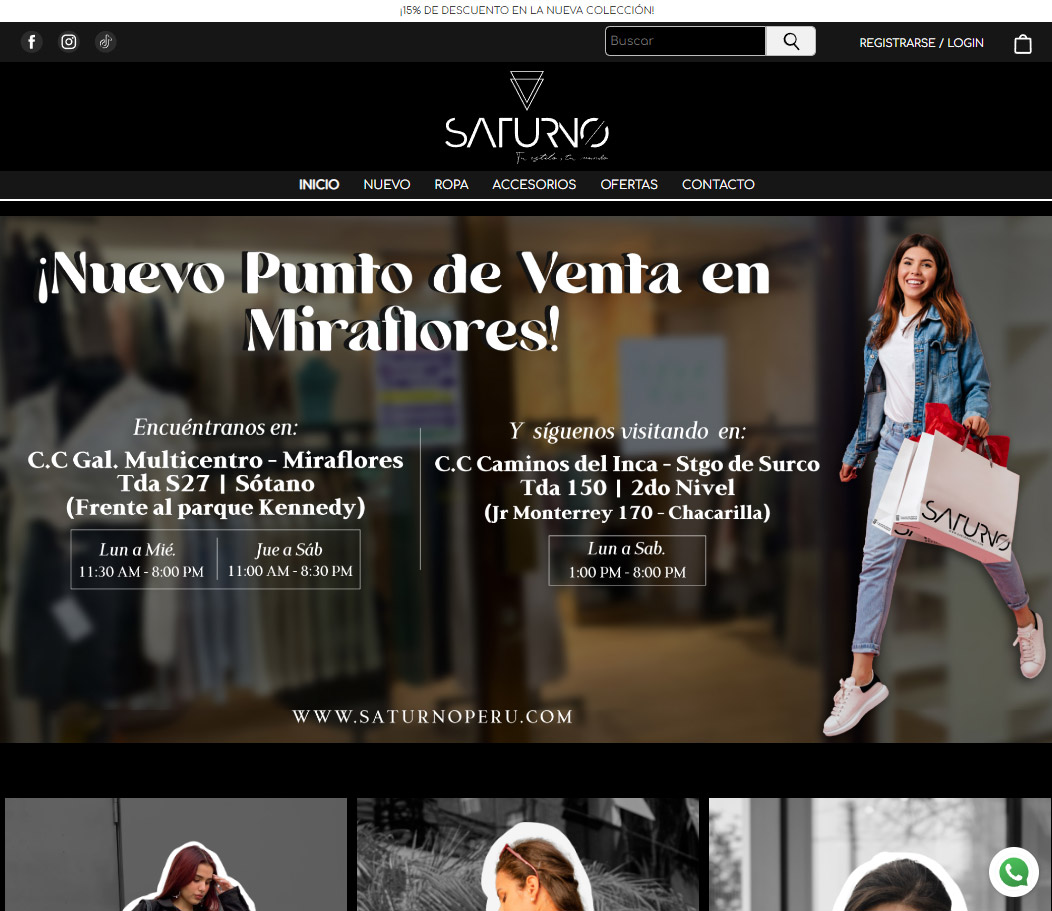 ¡15% DE DESCUENTO EN LA NUEVA COLECCIÓN!
Buscar
REGISTRARSE / LOGIN
SATURNO
Tu estilo, tu mundo
INICIO NUEVO ROPA ACCESORIOS OFERTAS CONTACTO
¡Nuevo Punto de Venta en
Miraflores!
Encuéntranos en:
C.C Gal. Multicentro - Miraflores
Tda S27 | Sótano
(Frente al parque Kennedy)
Lun a Mié.
11:30 AM - 8:00 PM
Jue a Sáb
11:00 AM - 8:30 PM
Y síguenos visitando en:
C.C Caminos del Inca - Stgo de Surco
Tda 150 | 2do Nivel
(Jr Monterrey 170 - Chacarilla)
Lun a Sab.
1:00 PM - 8:00 PM
SATURNO
WWW.SATURNOPERU.COM